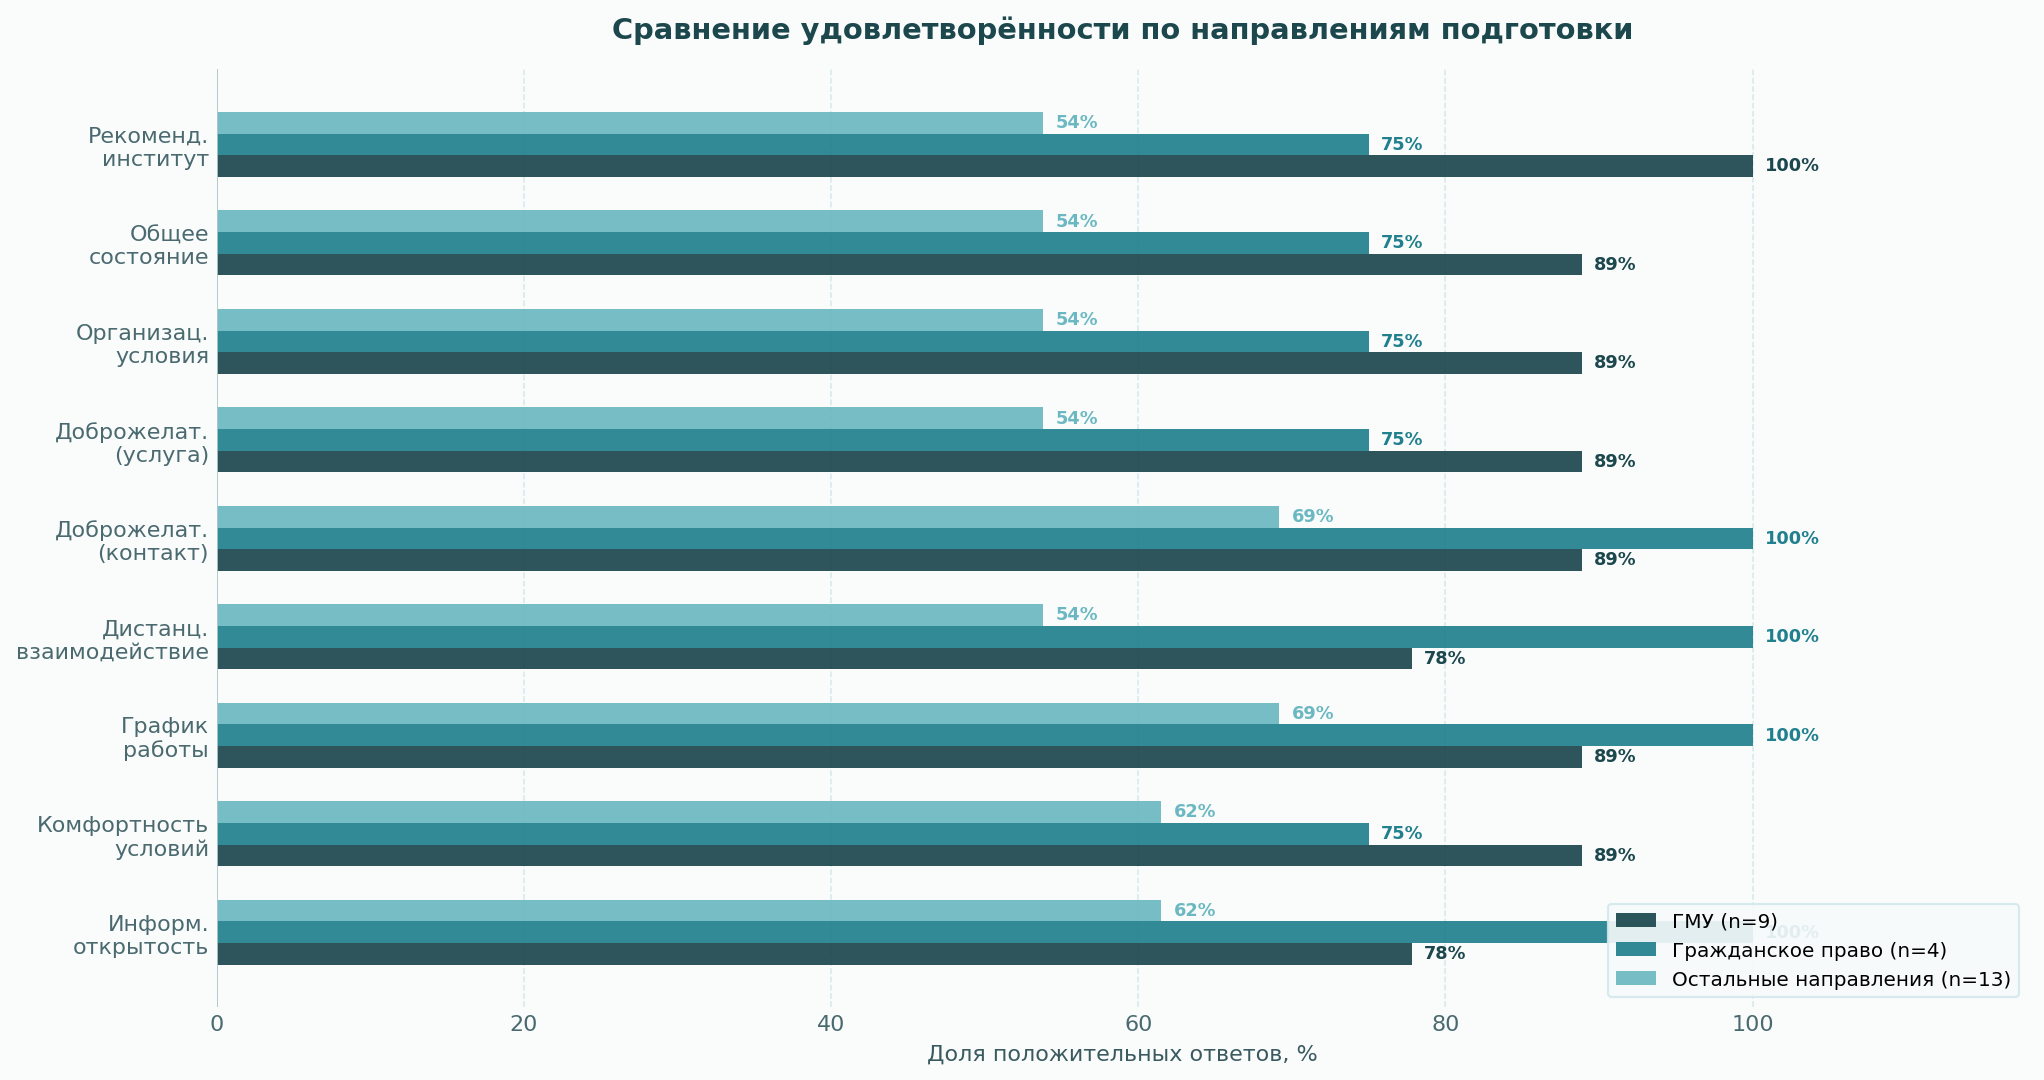 Сравнение удовлетворённости по направлениям подготовки
Рекоменд.
институт
54%
75%
100%
Общее
состояние
54%
75%
89%
Организац.
условия
54%
75%
89%
Доброжелат.
(услуга)
54%
75%
89%
Доброжелат.
(контакт)
69%
100%
89%
Дистанц.
взаимодействие
54%
100%
78%
График
работы
69%
100%
89%
Комфортность
условий
62%
75%
89%
Информ.
открытость
62%
100%
78%
ГМУ (n=9)
Гражданское право (n=4)
Остальные направления (n=13)
0 20 40 60 80 100
Доля положительных ответов, %